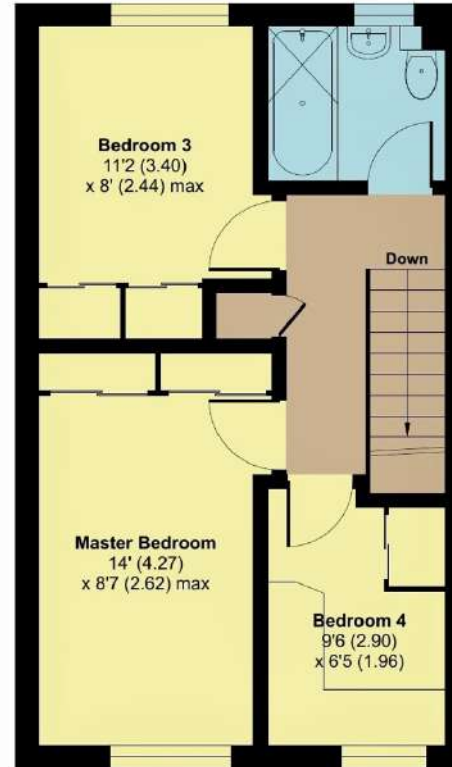 Bedroom 3
11'2 (3.40)
x 8' (2.44) max
Down
Master Bedroom
14' (4.27)
x 8'7 (2.62) max
Bedroom 4
9'6 (2.90)
x 6'5 (1.96)